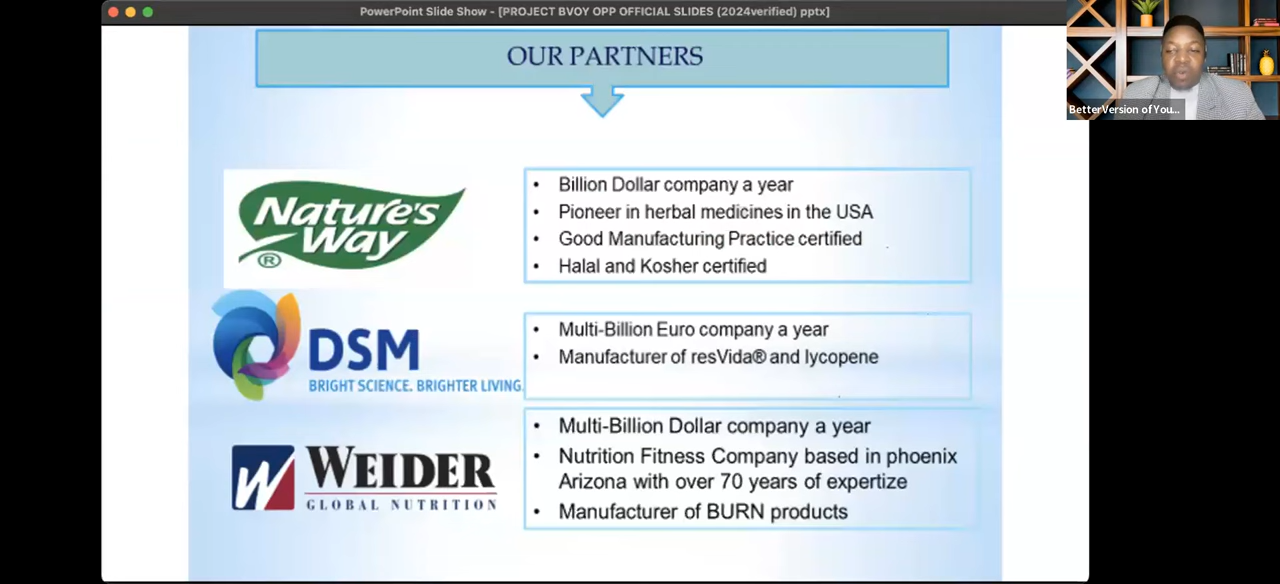 PowerPoint Slide Show - [PROJECT BVOY OPP OFFICIAL SLIDES (2024verified) pptx]
BetterVersion of You...
OUR PARTNERS
Nature's
Way
®
• Billion Dollar company a year
• Pioneer in herbal medicines in the USA
• Good Manufacturing Practice certified
• Halal and Kosher certified
DSM
BRIGHT SCIENCE. BRIGHTER LIVING.
• Multi-Billion Euro company a year
• Manufacturer of resVida® and lycopene
W WEIDER
GLOBAL NUTRITION
• Multi-Billion Dollar company a year
• Nutrition Fitness Company based in phoenix
Arizona with over 70 years of expertize
• Manufacturer of BURN products